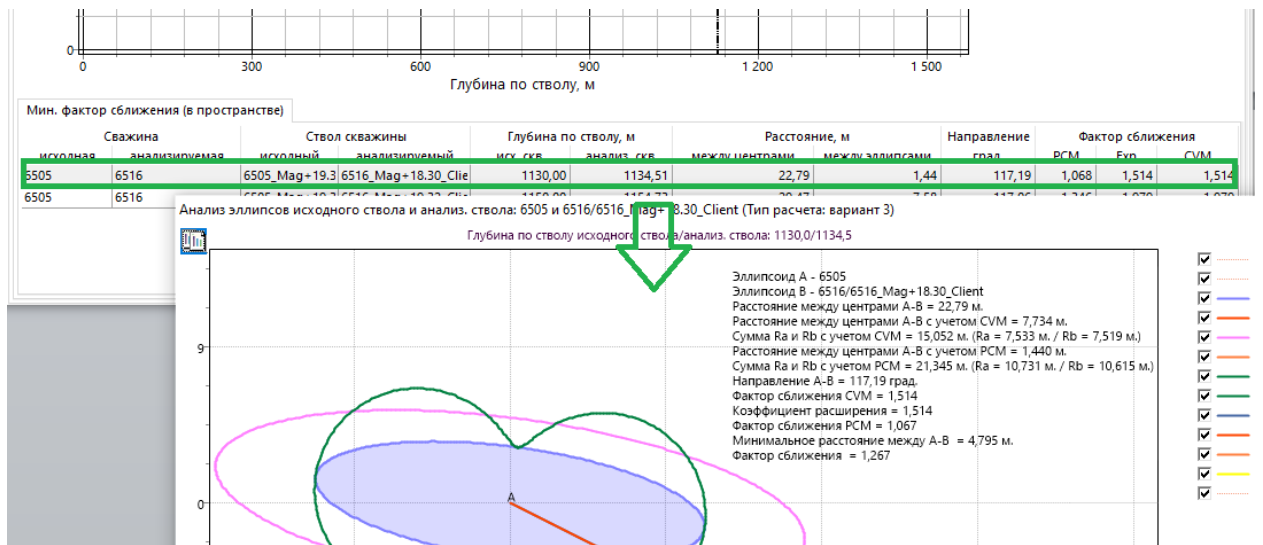 0
0 300 600 900 1 200 1 500
Глубина по стволу, м
Мин. фактор сближения (в пространстве)
Сважина Ствол скважины Глубина по стволу, м Расстояние, м Направление Фактор сближения
исходная анализируемая исходный анализируемый исх. скв. анализ. скв. между центрами между эллипсами град. PCM Exp. CVM
6505 6516 6505_Mag+19.3 6516_Mag+18.30_Clie 1130,00 1134,51 22,79 1,44 117,19 1,068 1,514 1,514
6505 6516
Анализ эллипсов исходного ствола и анализ. ствола: 6505 и 6516/6516_Mag+18.30_Client (Тип расчета: вариант 3)
Глубина по стволу исходного ствола/анализ. ствола: 1130,0/1134,5
Эллипсоид A - 6505
Эллипсоид B - 6516/6516_Mag+18.30_Client
Расстояние между центрами A-B = 22,79 м.
Расстояние между центрами A-B с учетом CVM = 7,734 м.
Сумма Ra и Rb с учетом CVM = 15,052 м. (Ra = 7,533 м. / Rb = 7,519 м.)
Расстояние между центрами A-B с учетом PCM = 1,440 м.
Сумма Ra и Rb с учетом PCM = 21,345 м. (Ra = 10,731 м. / Rb = 10,615 м.)
Направление A-B = 117,19 град.
Фактор сближения CVM = 1,514
Коэффициент расширения = 1,514
Фактор сближения PCM = 1,067
Минимальное расстояние между A-B = 4,795 м.
Фактор сближения = 1,267
9
A
0